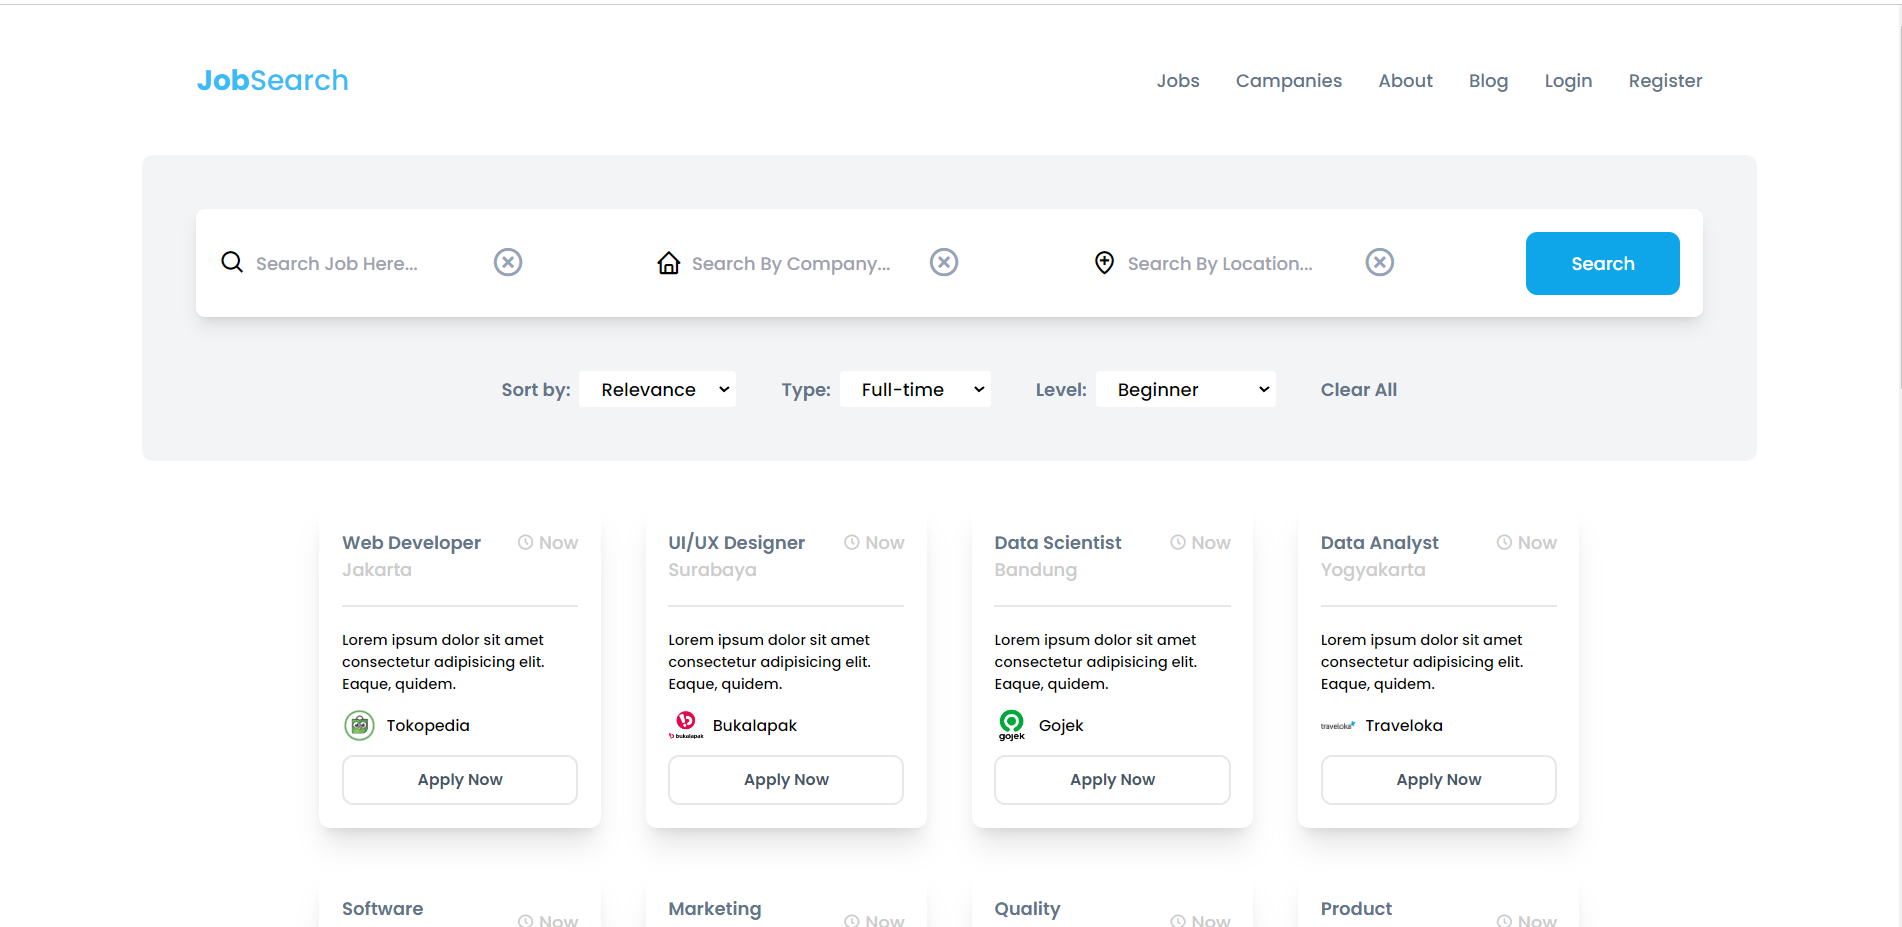 JobSearch
Jobs Campanies About Blog Login Register
Search Job Here... Search By Company... Search By Location... Search
Sort by: Relevance Type: Full-time Level: Beginner Clear All
Web Developer Now
Jakarta
Lorem ipsum dolor sit amet
consectetur adipisicing elit.
Eaque, quidem.
Tokopedia
Apply Now
UI/UX Designer Now
Surabaya
Lorem ipsum dolor sit amet
consectetur adipisicing elit.
Eaque, quidem.
bukalapak Bukalapak
Apply Now
Data Scientist Now
Bandung
Lorem ipsum dolor sit amet
consectetur adipisicing elit.
Eaque, quidem.
gojek Gojek
Apply Now
Data Analyst Now
Yogyakarta
Lorem ipsum dolor sit amet
consectetur adipisicing elit.
Eaque, quidem.
traveloka Traveloka
Apply Now
Software Now
Marketing Now
Quality Now
Product Now